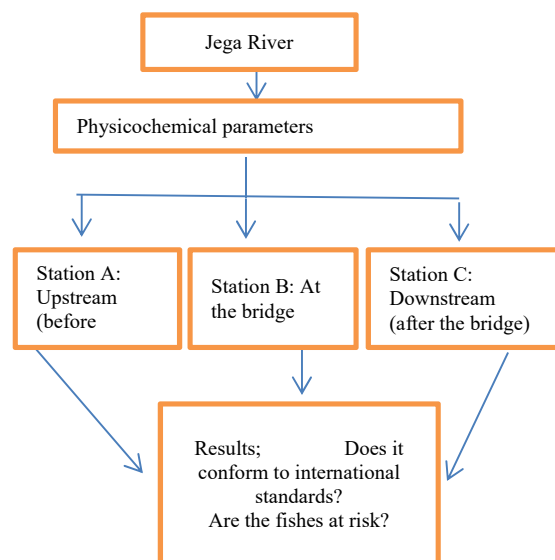 Jega River
Physicochemical parameters
Station A:
Upstream
(before
Station B: At
the bridge
Station C:
Downstream
(after the bridge)
Results; Does it
conform to international
standards?
Are the fishes at risk?